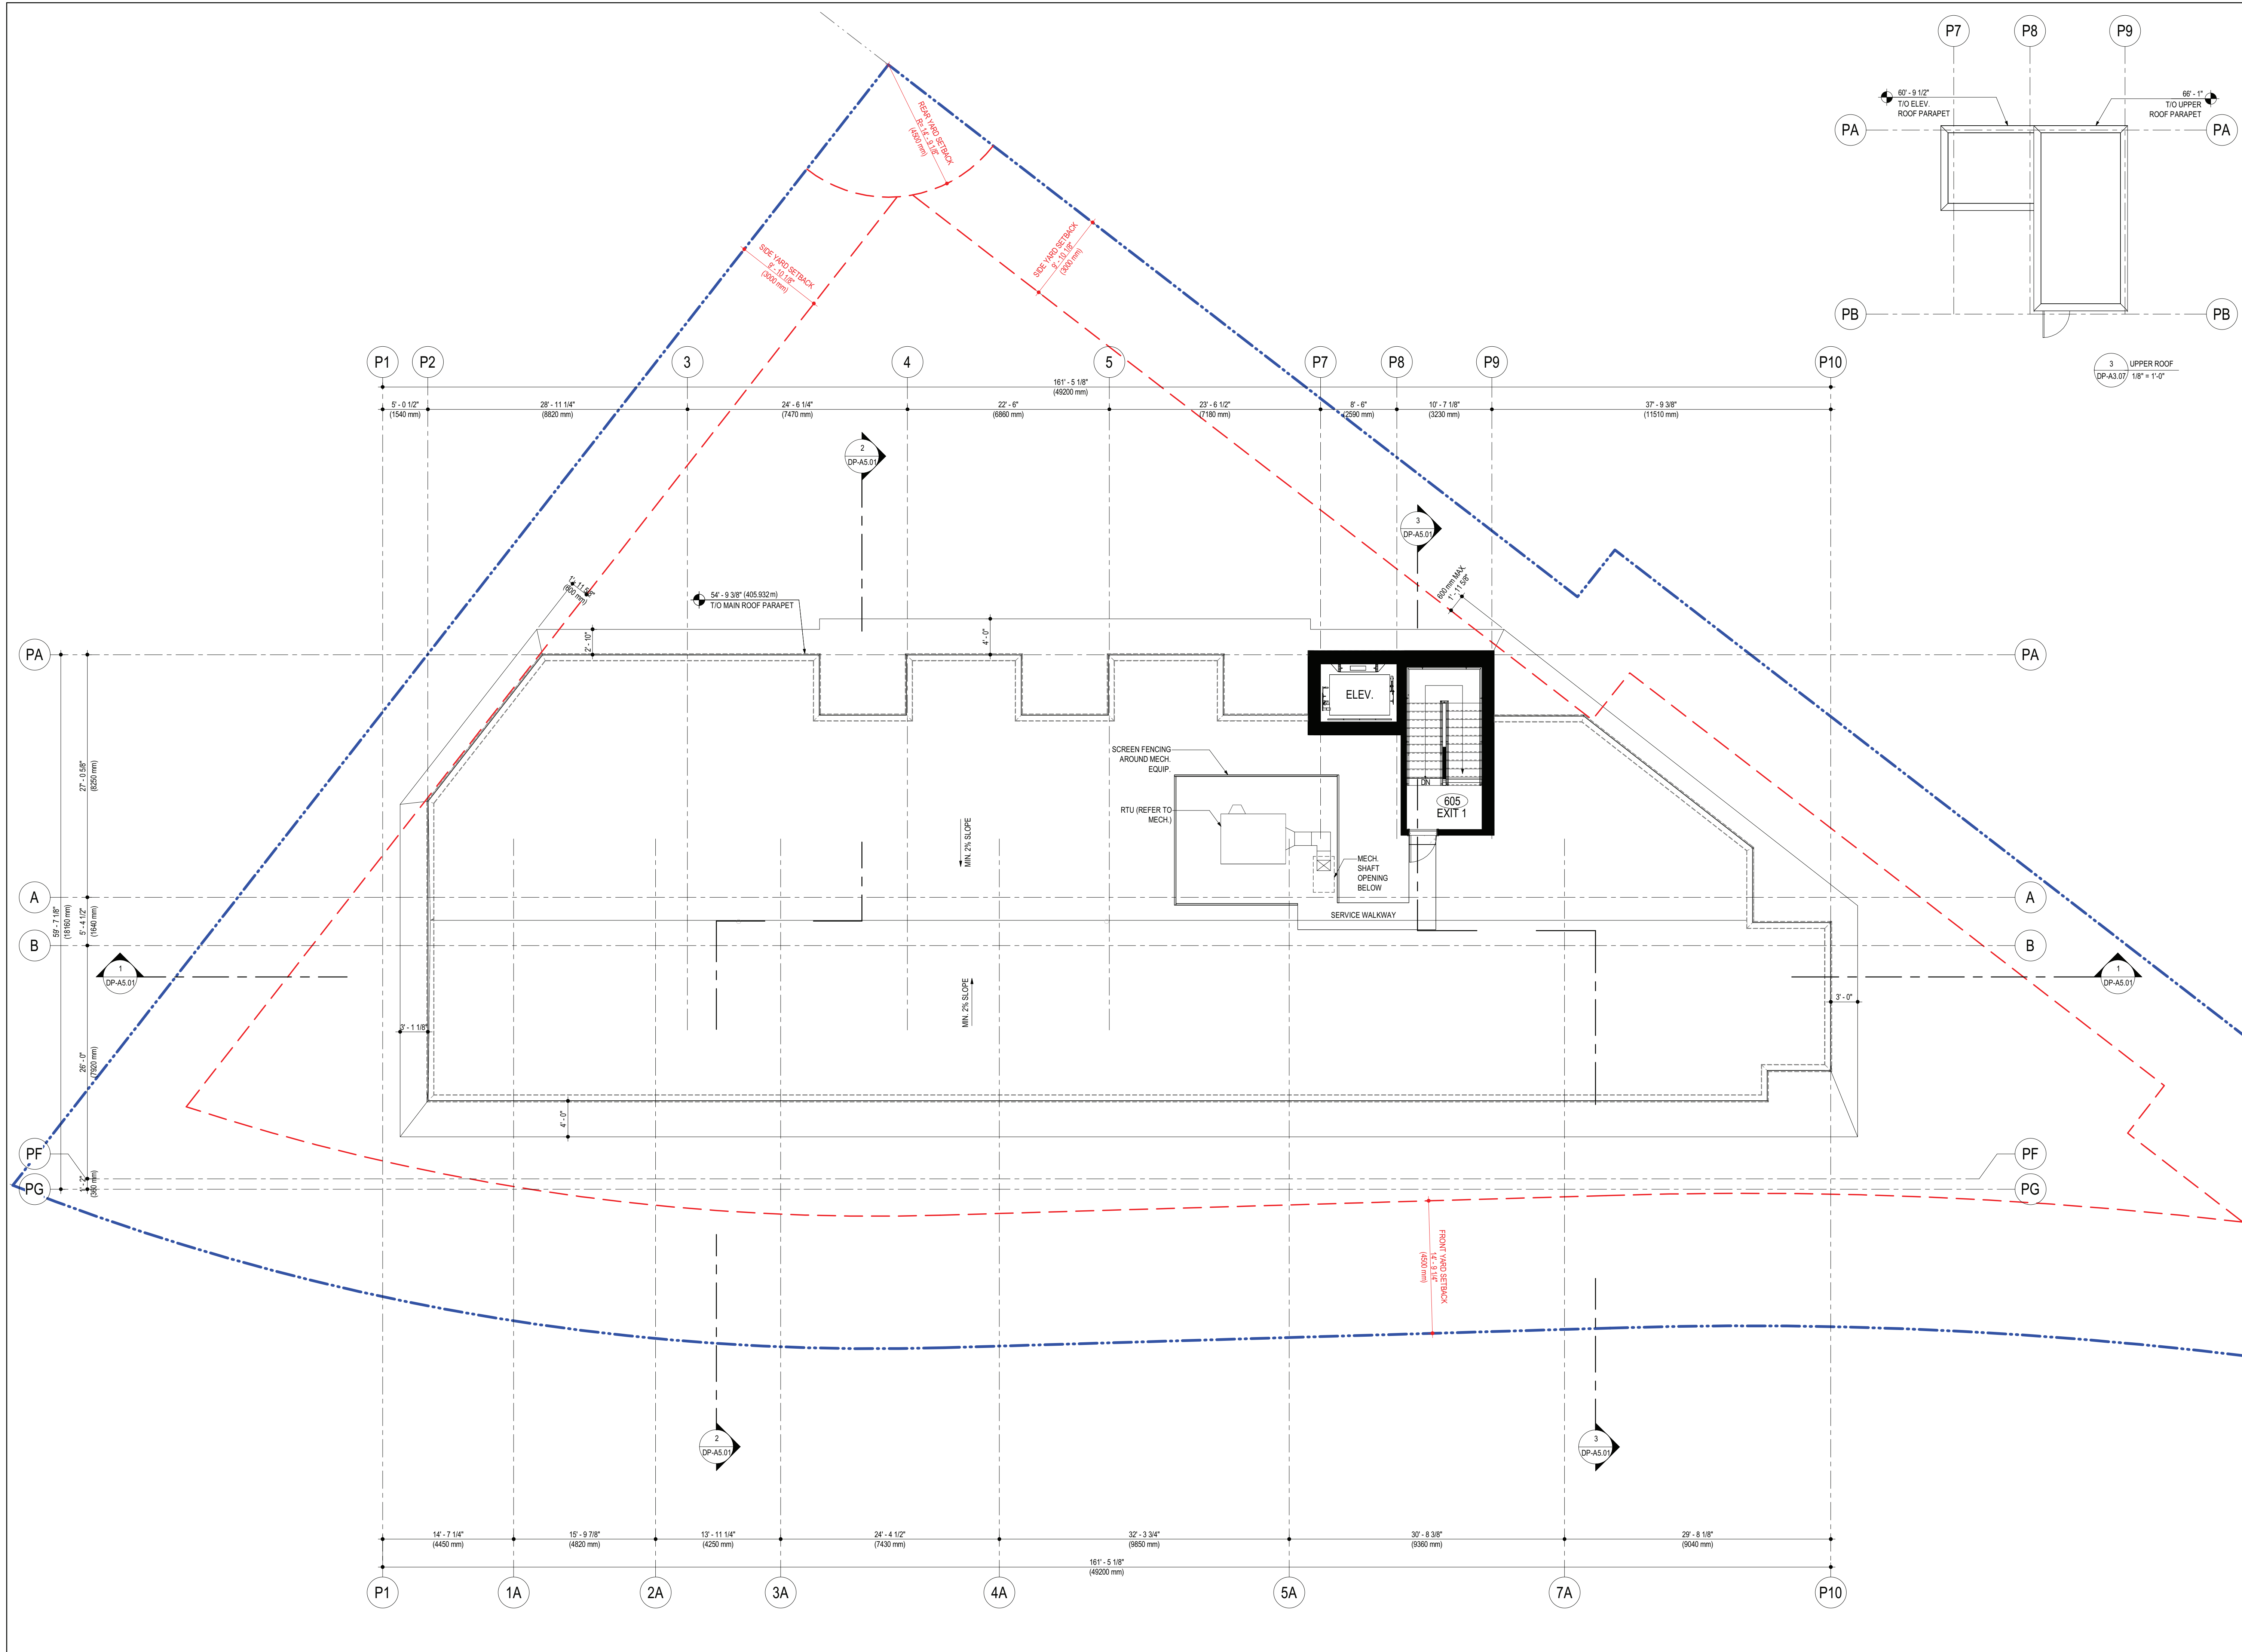 P7
P8
P9
60' - 9 1/2"
T/O ELEV.
ROOF PARAPET
66' - 1"
T/O UPPER
ROOF PARAPET
PA
PA
PB
PB
3
UPPER ROOF
DP-A3.07
1/8" = 1'-0"
REAR YARD SETBACK
R= 14' - 9 1/8"
(4500 mm)
SIDE YARD SETBACK
9' - 10 1/8"
(3000 mm)
SIDE YARD SETBACK
9' - 10 1/8"
(3000 mm)
P1
P2
3
4
5
P7
P8
P9
P10
161' - 5 1/8"
(49200 mm)
5' - 0 1/2"
(1540 mm)
28' - 11 1/4"
(8820 mm)
24' - 6 1/4"
(7470 mm)
22' - 6"
(6860 mm)
23' - 6 1/2"
(7180 mm)
8' - 6"
(2590 mm)
10' - 7 1/8"
(3230 mm)
37' - 9 3/8"
(11510 mm)
2
DP-A5.01
3
DP-A5.01
1' - 11 5/8"
(600 mm)
54' - 9 3/8" (405.932 m)
T/O MAIN ROOF PARAPET
600 mm MAX.
1' - 11 5/8"
2' - 10"
4' - 0"
PA
PA
ELEV.
SCREEN FENCING
AROUND MECH.
EQUIP.
DN
605
EXIT 1
RTU (REFER TO
MECH.)
MECH.
SHAFT
OPENING
BELOW
SERVICE WALKWAY
MIN. 2% SLOPE
MIN. 2% SLOPE
27' - 0 5/8"
(8250 mm)
59' - 7 1/8"
(18160 mm)
5' - 4 1/2"
(1640 mm)
26' - 0"
(7920 mm)
1' - 2"
(360 mm)
A
A
B
B
1
DP-A5.01
1
DP-A5.01
3' - 1 1/8"
3' - 0"
4' - 0"
PF
PF
PG
PG
FRONT YARD SETBACK
14' - 9 1/4"
(4500 mm)
2
DP-A5.01
3
DP-A5.01
14' - 7 1/4"
(4450 mm)
15' - 9 7/8"
(4820 mm)
13' - 11 1/4"
(4250 mm)
24' - 4 1/2"
(7430 mm)
32' - 3 3/4"
(9850 mm)
30' - 8 3/8"
(9360 mm)
29' - 8 1/8"
(9040 mm)
161' - 5 1/8"
(49200 mm)
P1
1A
2A
3A
4A
5A
7A
P10